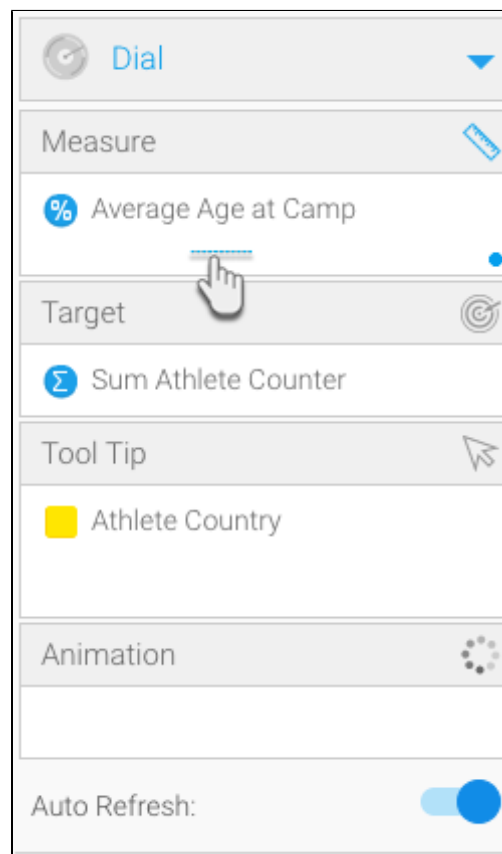 Dial
Measure
% Average Age at Camp
Target
Σ Sum Athlete Counter
Tool Tip
Athlete Country
Animation
Auto Refresh: